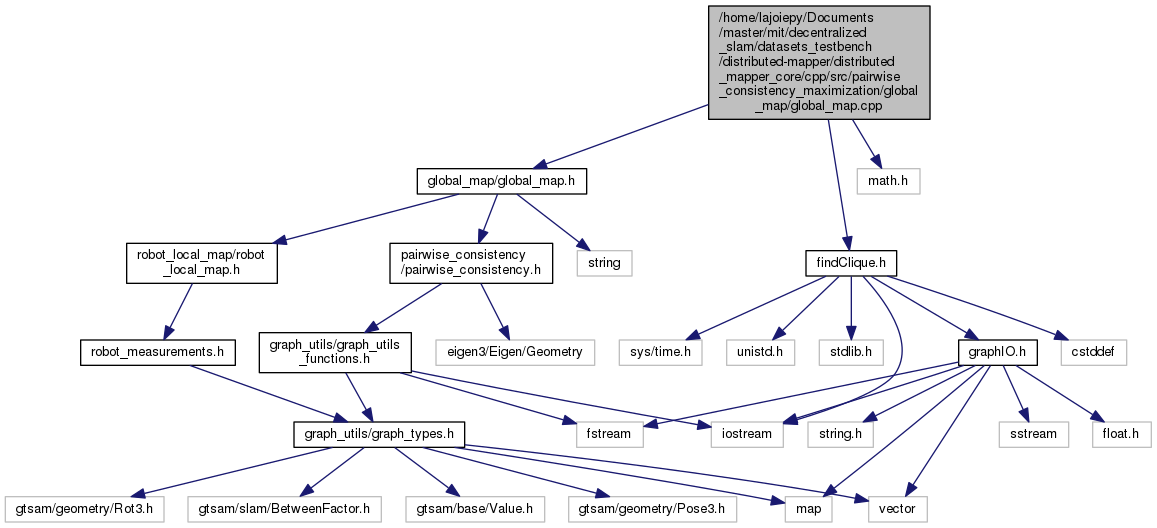 /home/lajoiepy/Documents
/master/mit/decentralized
_slam/datasets_testbench
/distributed-mapper/distributed
_mapper_core/cpp/src/pairwise
_consistency_maximization/global
_map/global_map.cpp
global_map/global_map.h
math.h
robot_local_map/robot
_local_map.h
pairwise_consistency
/pairwise_consistency.h
string
findClique.h
robot_measurements.h
graph_utils/graph_utils
_functions.h
eigen3/Eigen/Geometry
sys/time.h
unistd.h
stdlib.h
graphIO.h
cstddef
graph_utils/graph_types.h
fstream
iostream
string.h
sstream
float.h
gtsam/geometry/Rot3.h
gtsam/slam/BetweenFactor.h
gtsam/base/Value.h
gtsam/geometry/Pose3.h
map
vector